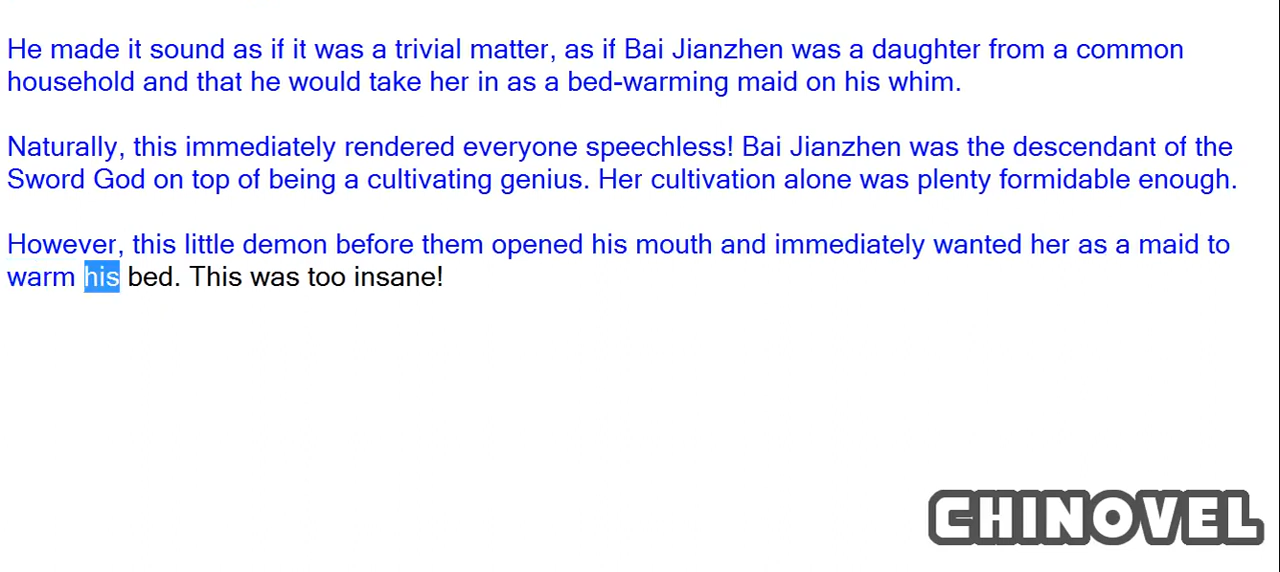 He made it sound as if it was a trivial matter, as if Bai Jianzhen was a daughter from a common
household and that he would take her in as a bed-warming maid on his whim.
Naturally, this immediately rendered everyone speechless! Bai Jianzhen was the descendant of the
Sword God on top of being a cultivating genius. Her cultivation alone was plenty formidable enough.
However, this little demon before them opened his mouth and immediately wanted her as a maid to
warm his bed. This was too insane!
CHINOVEL